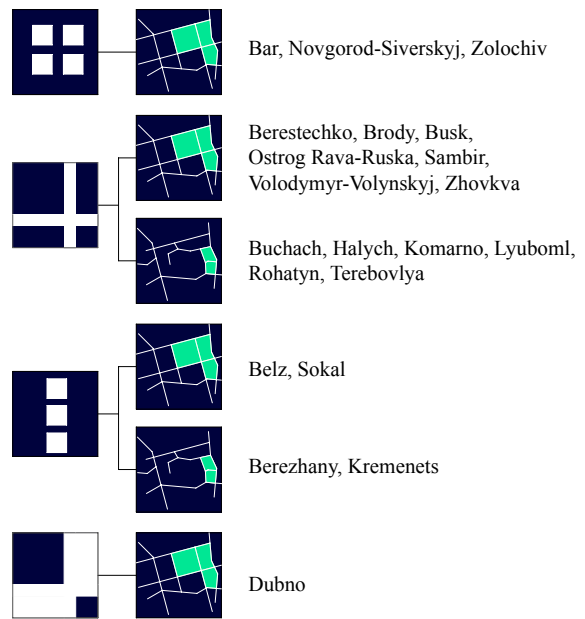 Bar, Novgorod-Siverskyj, Zolochiv
Berestechko, Brody, Busk,
Ostrog Rava-Ruska, Sambir,
Volodymyr-Volynskyj, Zhovkva
Buchach, Halych, Komarno, Lyuboml,
Rohatyn, Terebovlya
Belz, Sokal
Berezhany, Kremenets
Dubno